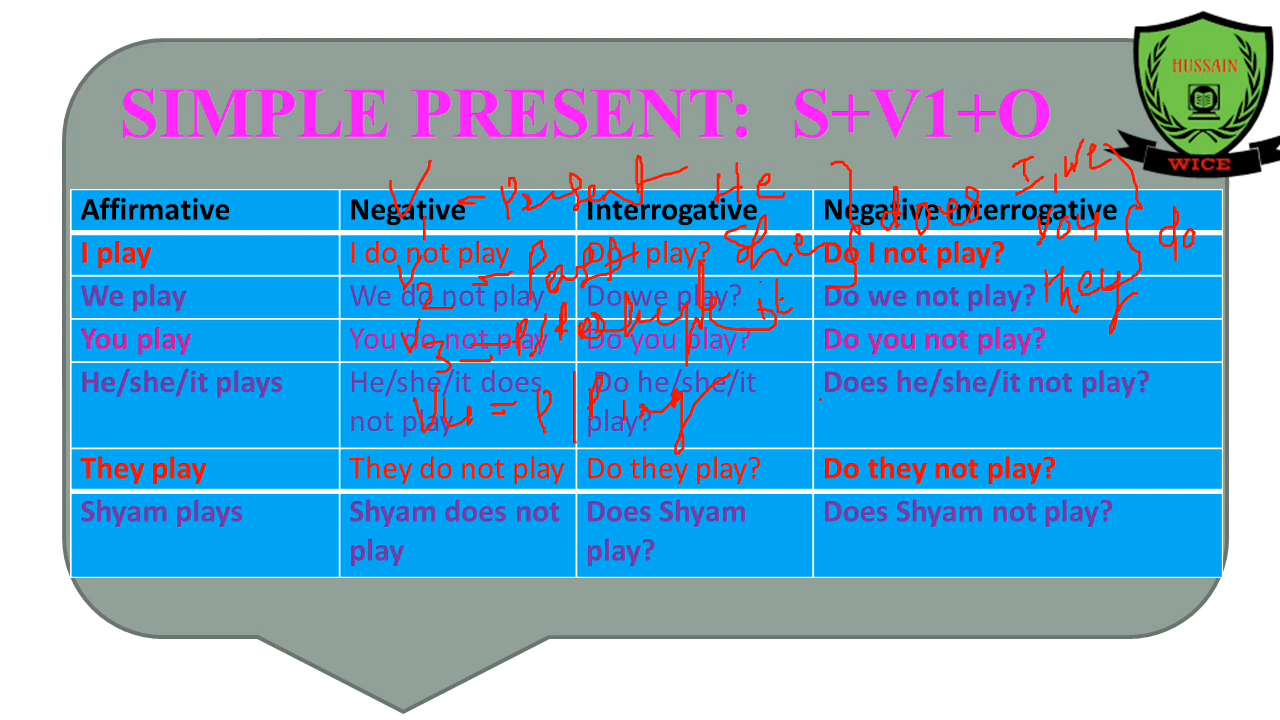 HUSSAIN
WICE
SIMPLE PRESENT: S+V1+O
Affirmative Negative Interrogative Negative Interrogative
I play I do not play Do I play? Do I not play?
We play We do not play Do we play? Do we not play?
You play You do not play Do you play? Do you not play?
He/she/it plays He/she/it does not play Do he/she/it play? Does he/she/it not play?
They play They do not play Do they play? Do they not play?
Shyam plays Shyam does not play Does Shyam play? Does Shyam not play?
V1 = Present
V2 = Past
V3 = P/
V4 = P | Play
He
She
it
does
I, we
you
they
do